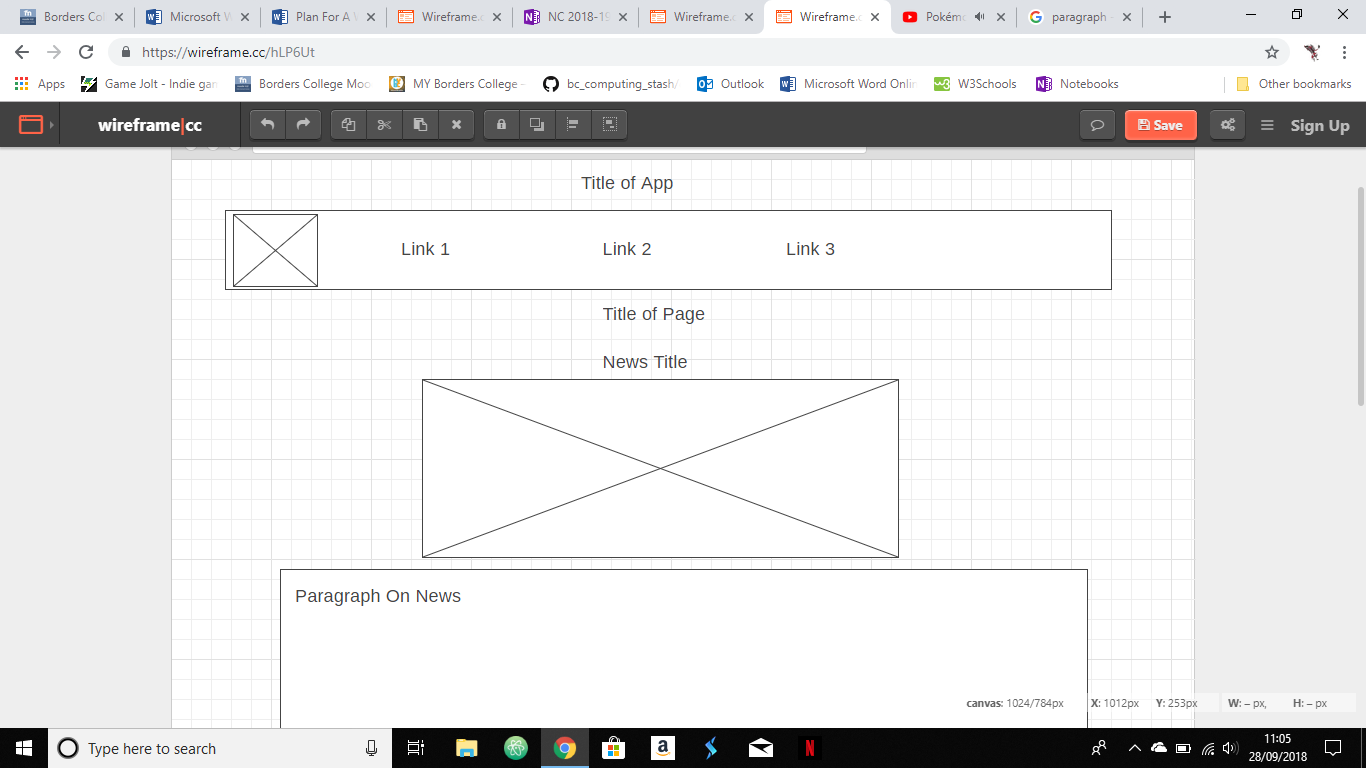 Borders Col
Microsoft W
Plan For A W
Wireframe.c
NC 2018-19
Wireframe.c
Wireframe.c
Pokémo
paragraph -
https://wireframe.cc/hLP6Ut
Apps
Game Jolt - Indie gam
Borders College Moo
MY Borders College -
bc_computing_stash/
Outlook
Microsoft Word Onlin
W3Schools
Notebooks
Other bookmarks
wireframe|cc
Save
Sign Up
Title of App
Link 1 Link 2 Link 3
Title of Page
News Title
Paragraph On News
canvas: 1024/784px X: 1012px Y: 253px W: – px, H: – px
Type here to search
11:05
28/09/2018